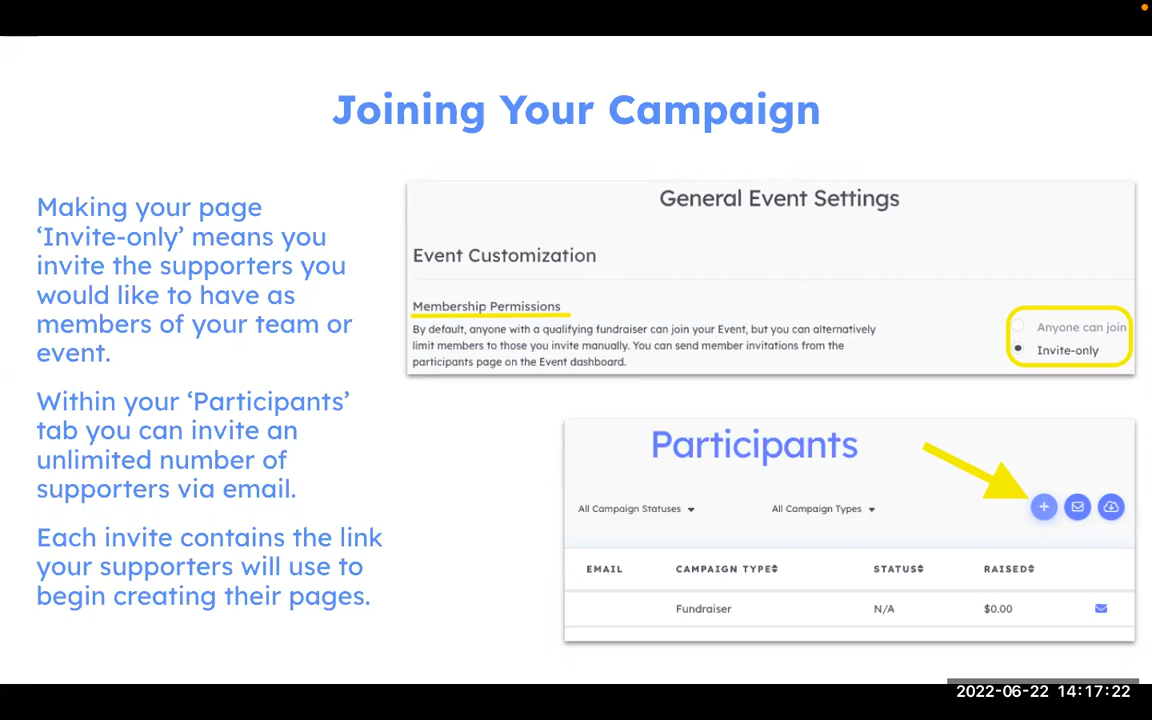 Joining Your Campaign
Making your page
‘Invite-only’ means you
invite the supporters you
would like to have as
members of your team or
event.
Within your ‘Participants’
tab you can invite an
unlimited number of
supporters via email.
Each invite contains the link
your supporters will use to
begin creating their pages.
General Event Settings
Event Customization
Membership Permissions
By default, anyone with a qualifying fundraiser can join your Event, but you can alternatively
limit members to those you invite manually. You can send member invitations from the
participants page on the Event dashboard.
Anyone can join
Invite-only
Participants
All Campaign Statuses
All Campaign Types
EMAIL CAMPAIGN TYPE STATUS RAISED
Fundraiser N/A $0.00
2022-06-22 14:17:22